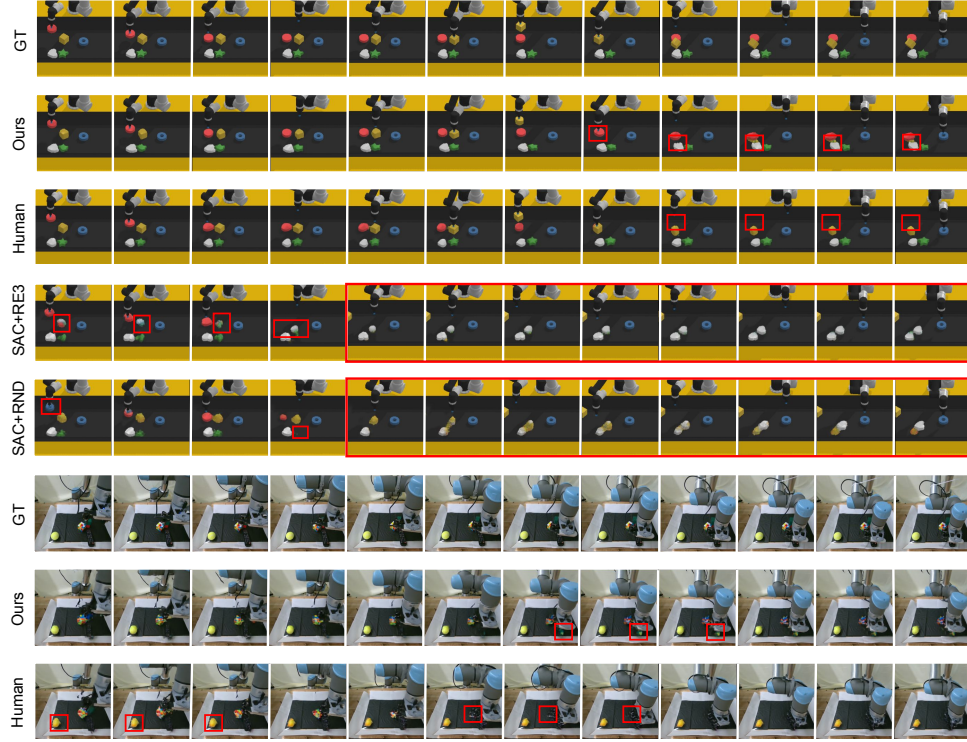 GT
Ours
Human
SAC+RE3
SAC+RND
GT
Ours
Human